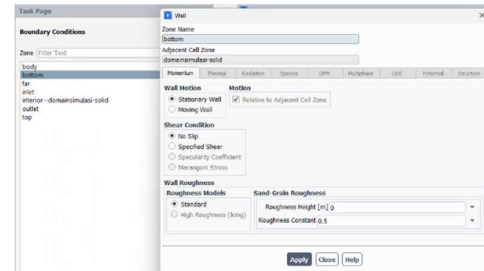 Task Page
Boundary Conditions
Zone Filter Text
body
bottom
far
inlet
interior--domainsimulasi-solid
outlet
top
Wall
Zone Name
bottom
Adjacent Cell Zone
domainsimulasi-solid
Momentum Thermal Radiation Species DPM Multiphase UDS Potential Structure
Wall Motion Motion
Stationary Wall Relative to Adjacent Cell Zone
Moving Wall
Shear Condition
No Slip
Specified Shear
Specularity Coefficient
Marangoni Stress
Wall Roughness
Roughness Models Sand-Grain Roughness
Standard Roughness Height [m] 0
High Roughness (Icing) Roughness Constant 0.5
Apply Close Help